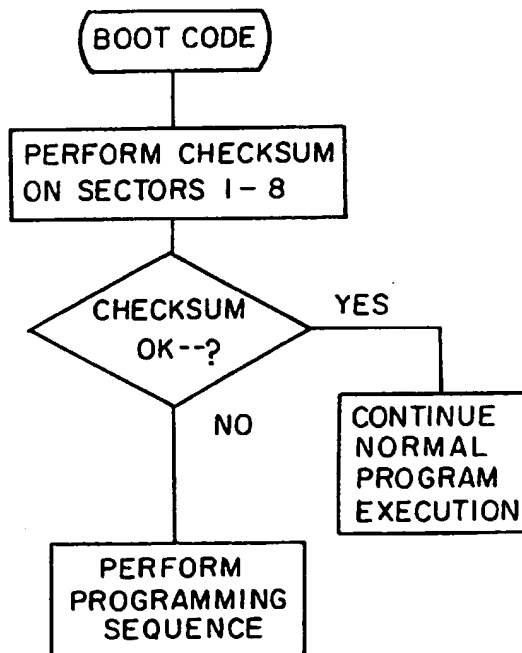 BOOT CODE
PERFORM CHECKSUM
ON SECTORS 1-8
CHECKSUM
OK--?
YES
NO
CONTINUE
NORMAL
PROGRAM
EXECUTION
PERFORM
PROGRAMMING
SEQUENCE